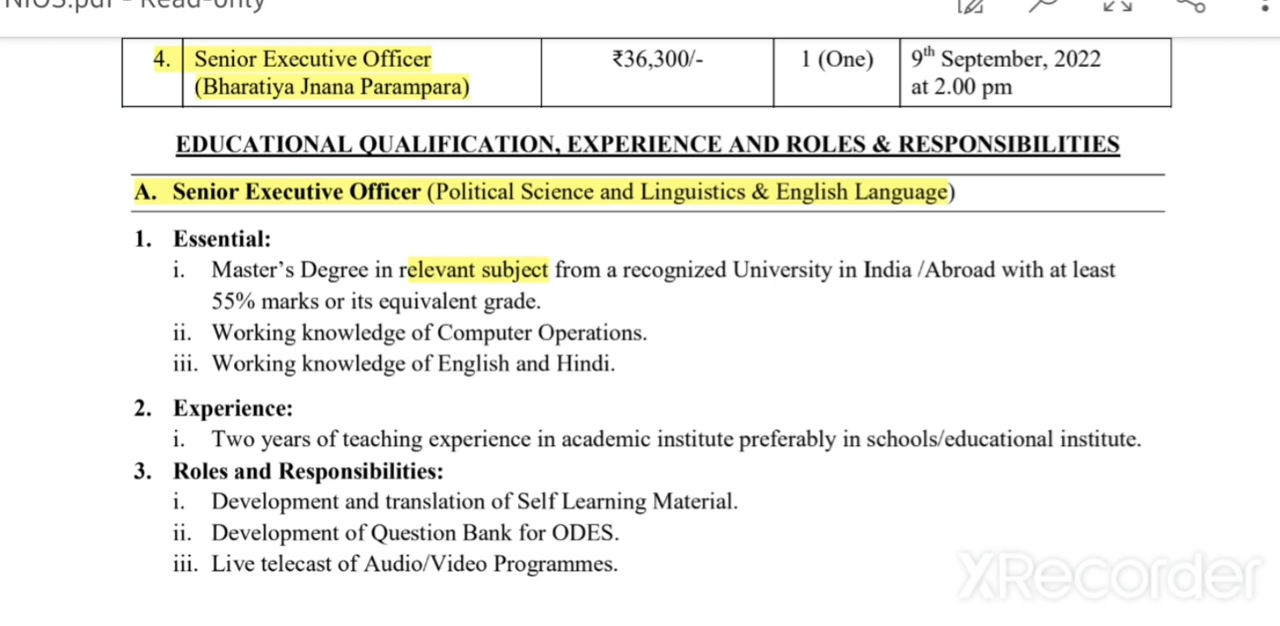 NIOS.pdf - Read-only
4. Senior Executive Officer ₹36,300/- 1 (One) 9th September, 2022
(Bharatiya Jnana Parampara) at 2.00 pm
EDUCATIONAL QUALIFICATION, EXPERIENCE AND ROLES & RESPONSIBILITIES
A. Senior Executive Officer (Political Science and Linguistics & English Language)
1. Essential:
i. Master's Degree in relevant subject from a recognized University in India /Abroad with at least
55% marks or its equivalent grade.
ii. Working knowledge of Computer Operations.
iii. Working knowledge of English and Hindi.
2. Experience:
i. Two years of teaching experience in academic institute preferably in schools/educational institute.
3. Roles and Responsibilities:
i. Development and translation of Self Learning Material.
ii. Development of Question Bank for ODES.
iii. Live telecast of Audio/Video Programmes.
XRecorder